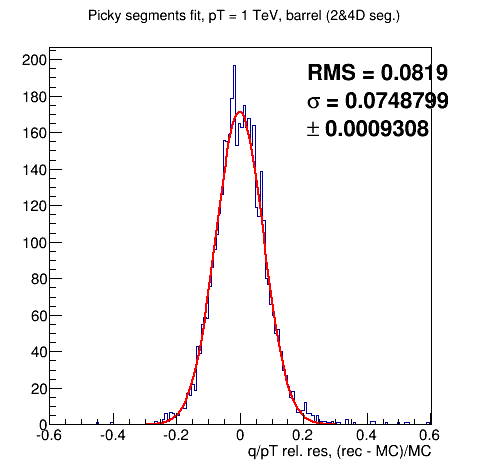 Picky segments fit, pT = 1 TeV, barrel (2&4D seg.)
RMS = 0.0819
σ = 0.0748799
± 0.0009308
200
180
160
140
120
100
80
60
40
20
0
-0.6 -0.4 -0.2 0 0.2 0.4 0.6
q/pT rel. res, (rec - MC)/MC